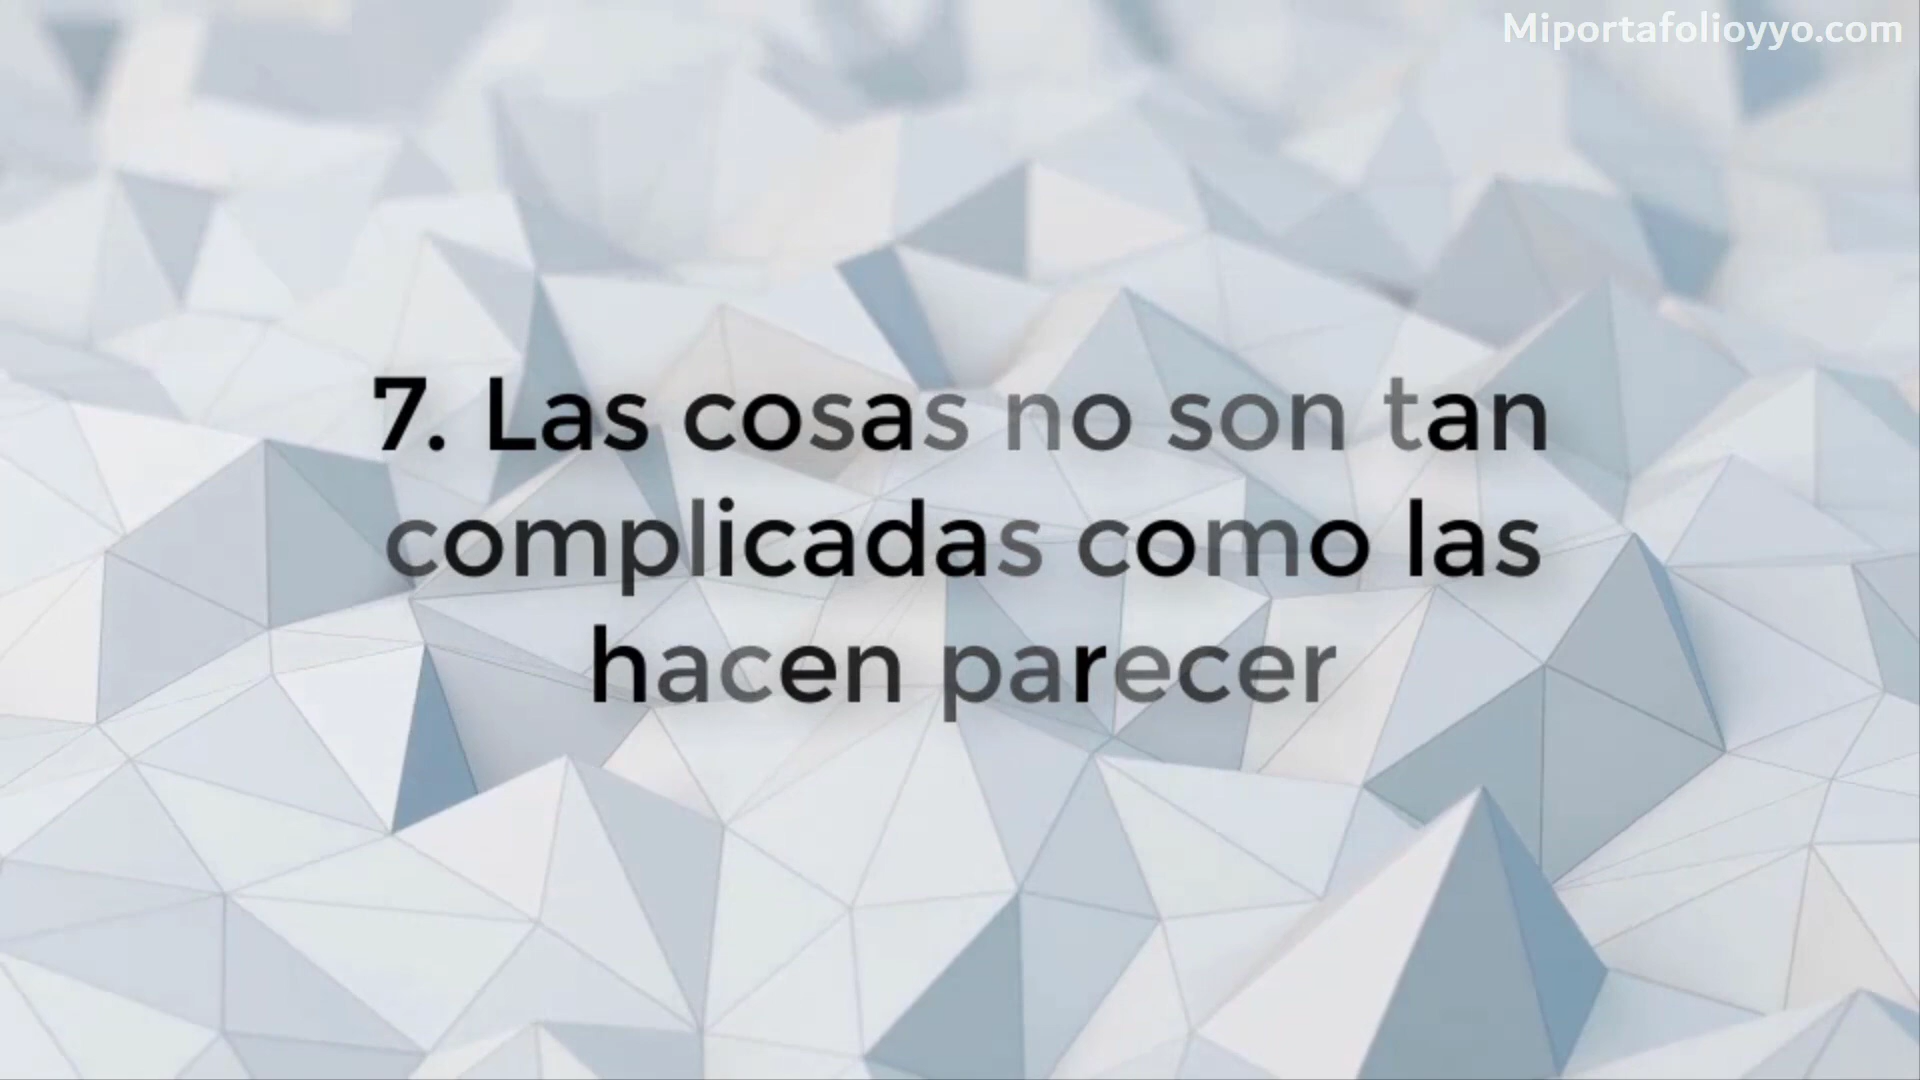 Miportafolioyyo.com
7. Las cosas no son tan
complicadas como las
hacen parecer